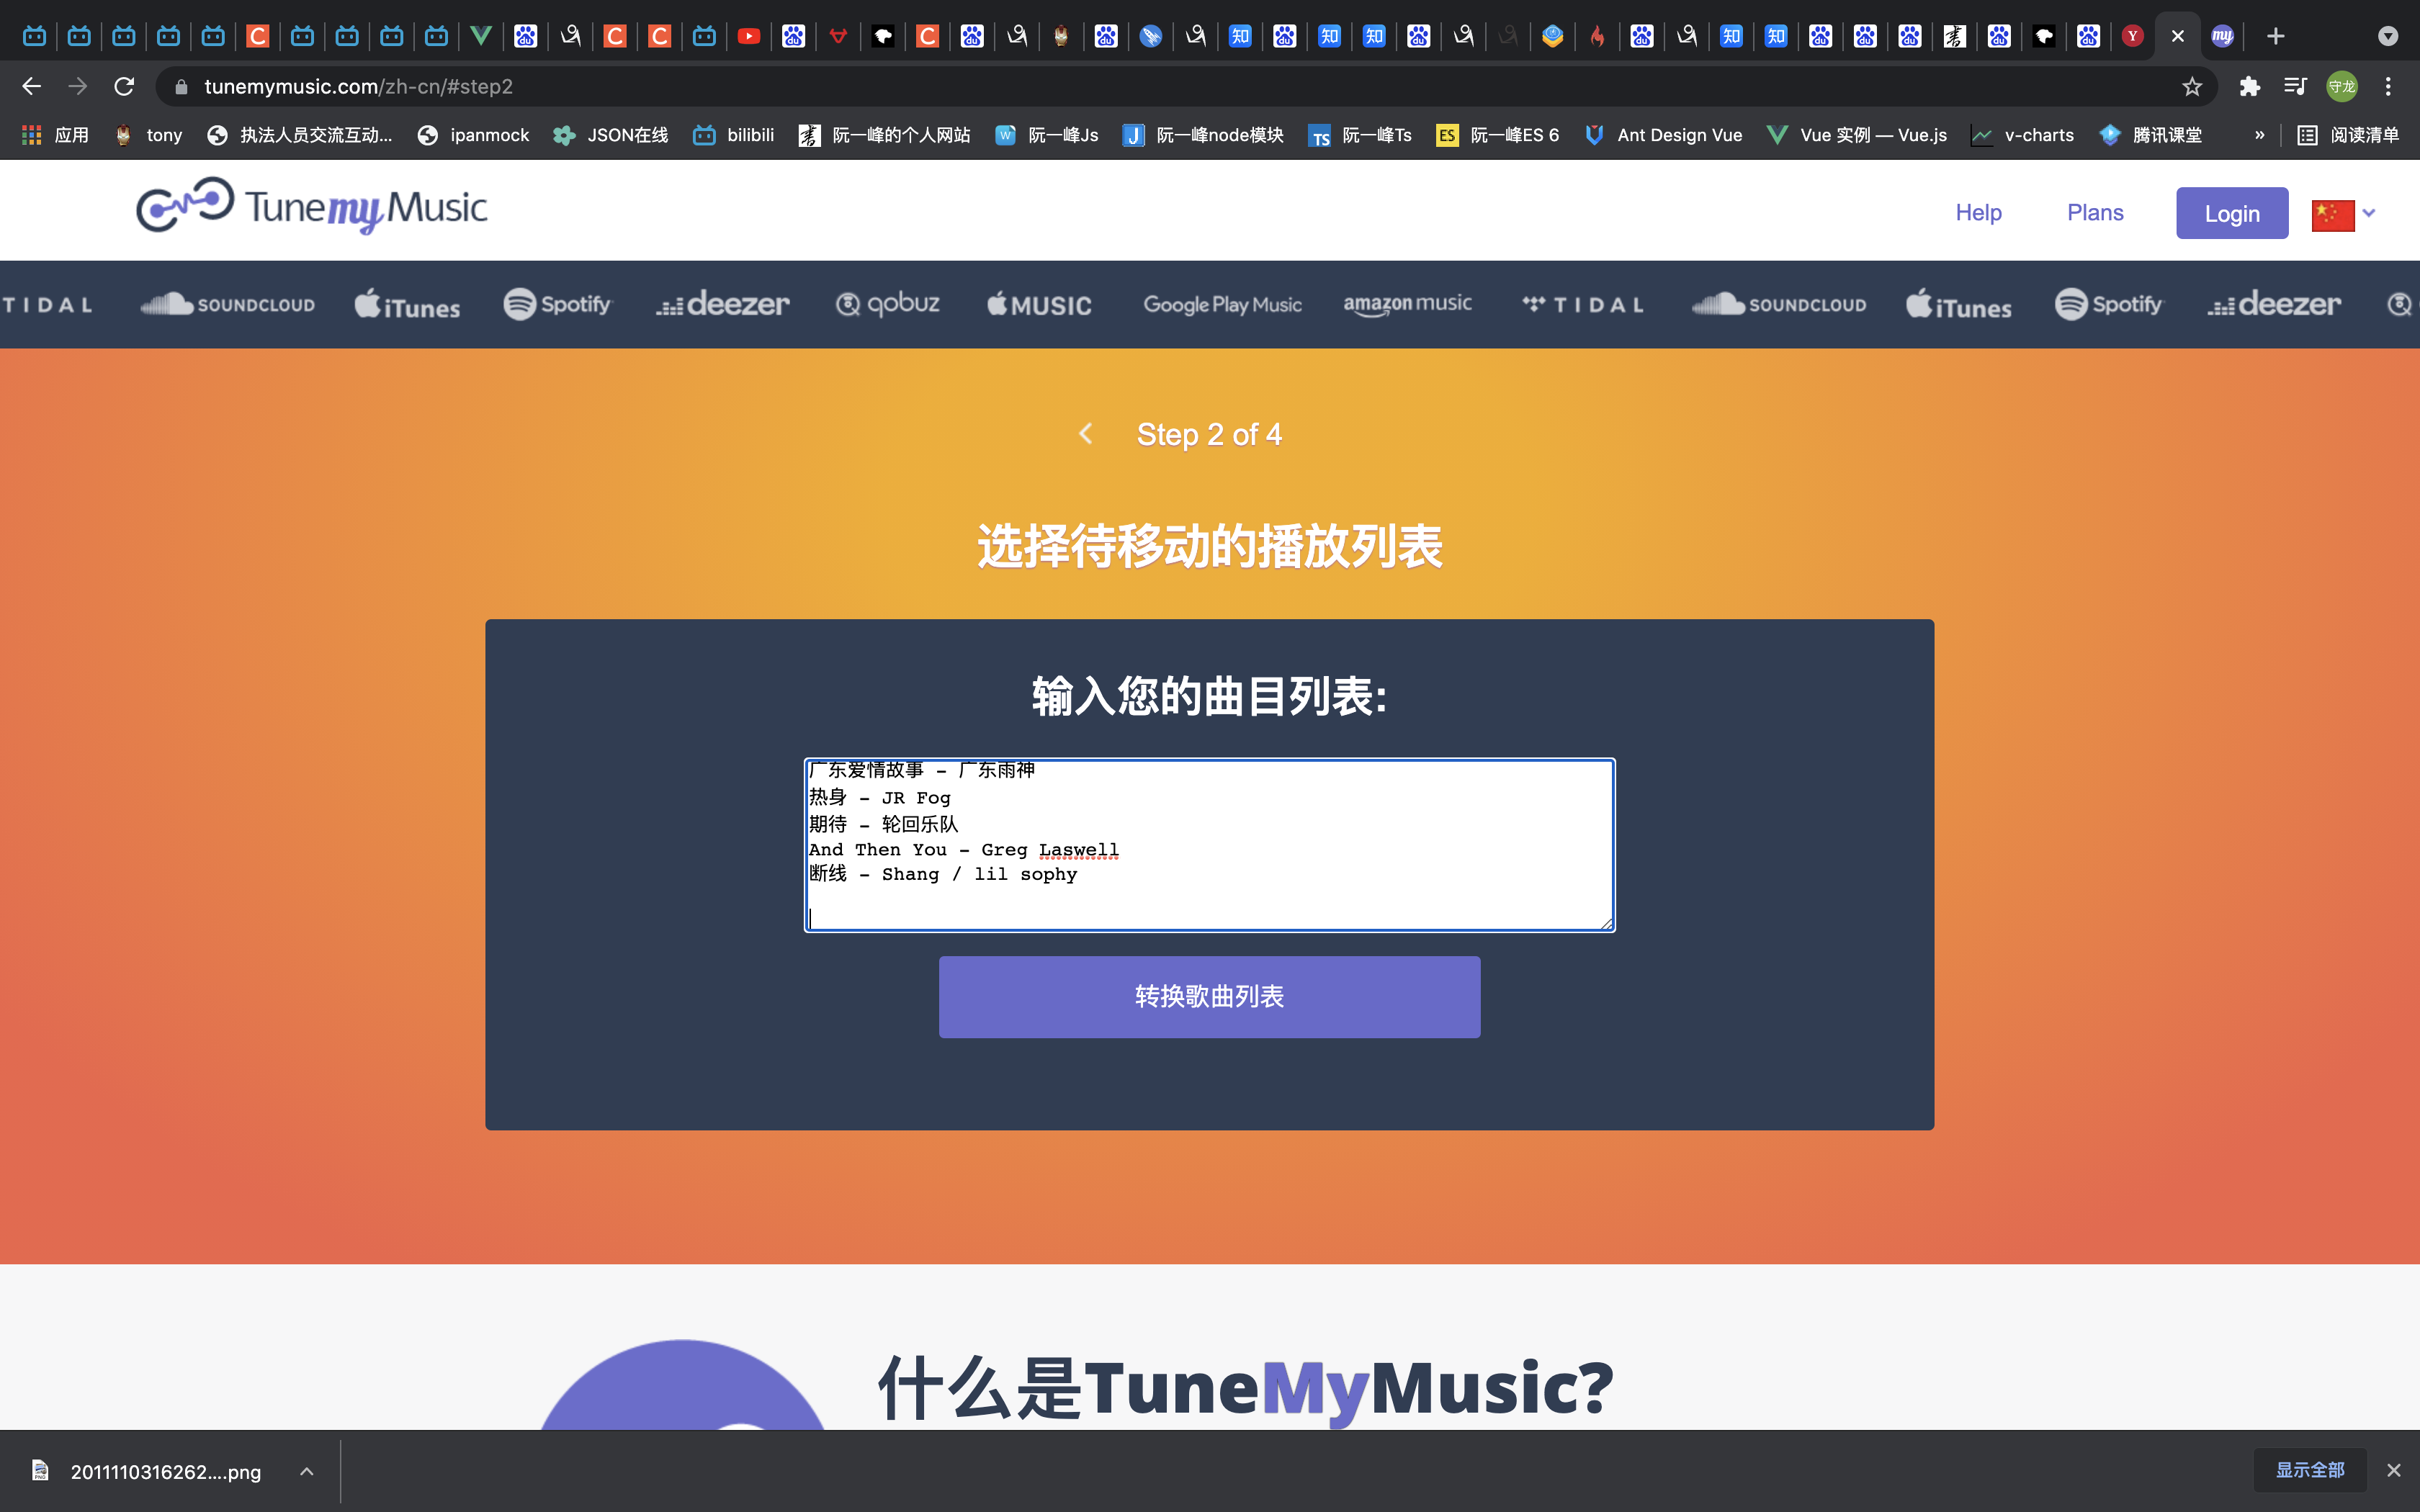 tunemymusic.com/zh-cn/#step2
守龙
应用 tony 执法人员交流互动... ipanmock JSON在线 bilibili 阮一峰的个人网站 阮一峰Js 阮一峰node模块 阮一峰Ts 阮一峰ES 6 Ant Design Vue Vue 实例 — Vue.js v-charts 腾讯课堂 » 阅读清单
TunemyMusic
Help Plans Login
TIDAL SOUNDCLOUD iTunes Spotify deezer qobuz MUSIC Google Play Music amazon music TIDAL SOUNDCLOUD iTunes Spotify deezer
Step 2 of 4
选择待移动的播放列表
输入您的曲目列表:
广东爱情故事 - 广东雨神
热身 - JR Fog
期待 - 轮回乐队
And Then You - Greg Laswell
断线 - Shang / lil sophy
转换歌曲列表
什么是TuneMyMusic?
2011110316262....png
显示全部